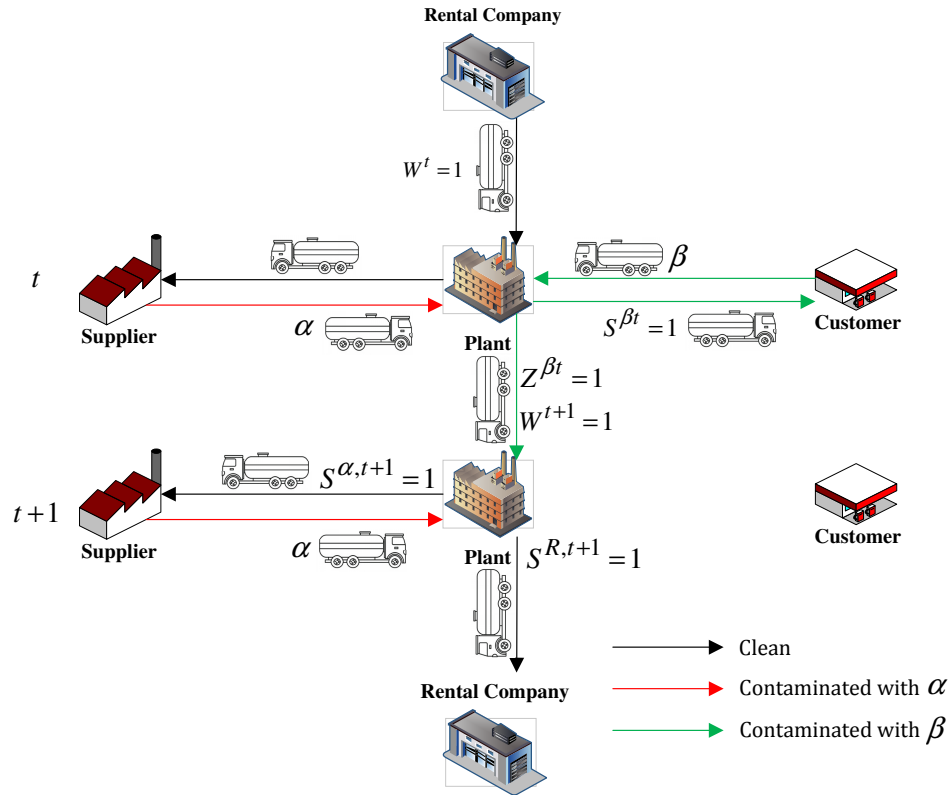 Rental Company
W^t = 1
t
β
α
S^{βt} = 1
Supplier
Customer
Plant
Z^{βt} = 1
W^{t+1} = 1
S^{α,t+1} = 1
t+1
α
Supplier
Customer
Plant
S^{R,t+1} = 1
Clean
Rental Company
Contaminated with α
Contaminated with β